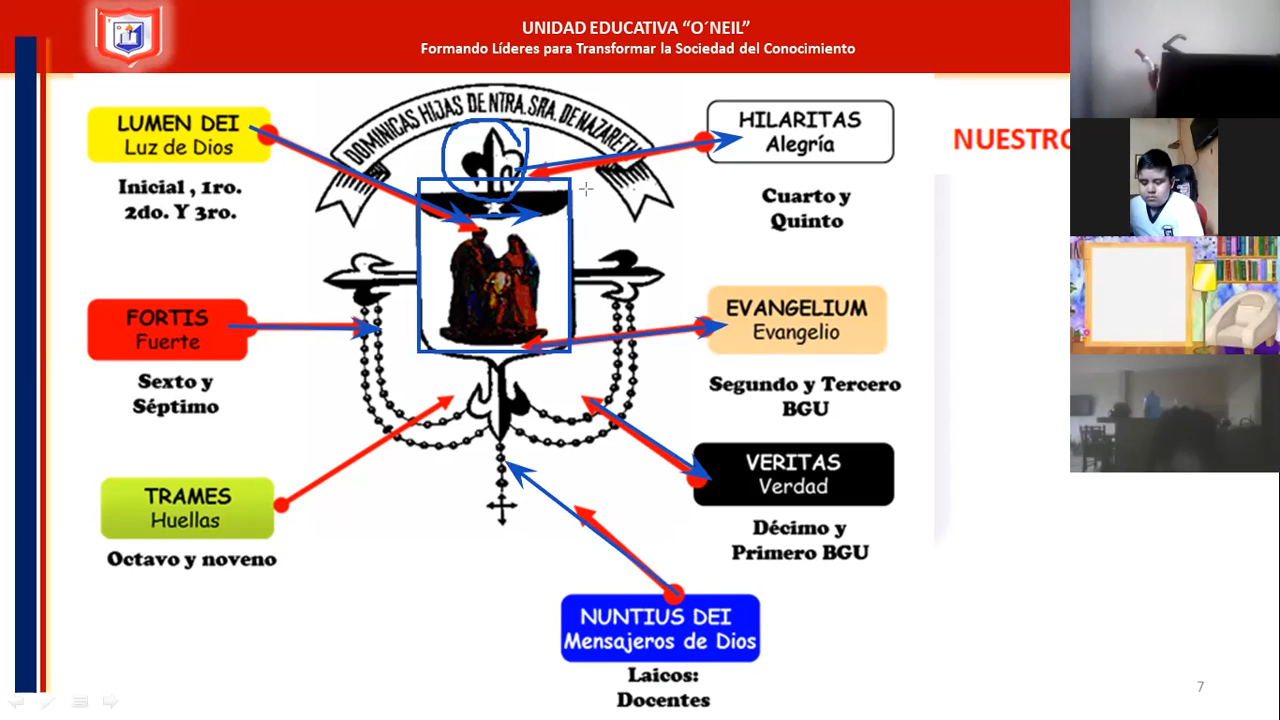 UNIDAD EDUCATIVA “O´NEIL”
Formando Líderes para Transformar la Sociedad del Conocimiento
DOMINICAS HIJAS DE NTRA. SRA. DE NAZARETH
LUMEN DEI
Luz de Dios
Inicial , 1ro.
2do. Y 3ro.
HILARITAS
Alegría
Cuarto y
Quinto
NUESTRO
FORTIS
Fuerte
Sexto y
Séptimo
EVANGELIUM
Evangelio
Segundo y Tercero
BGU
TRAMES
Huellas
Octavo y noveno
VERITAS
Verdad
Décimo y
Primero BGU
NUNTIUS DEI
Mensajeros de Dios
Laicos:
Docentes
7